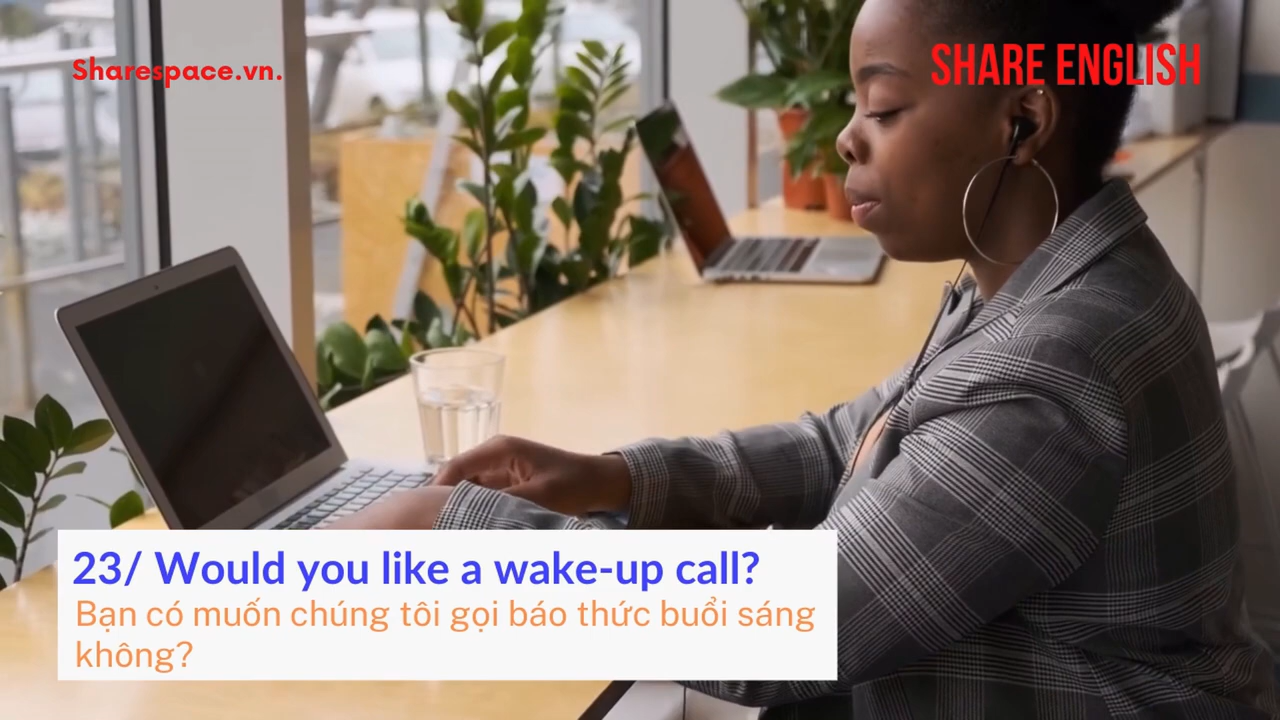 Sharespace.vn.
SHARE ENGLISH
23/ Would you like a wake-up call?
Bạn có muốn chúng tôi gọi báo thức buổi sáng
không?